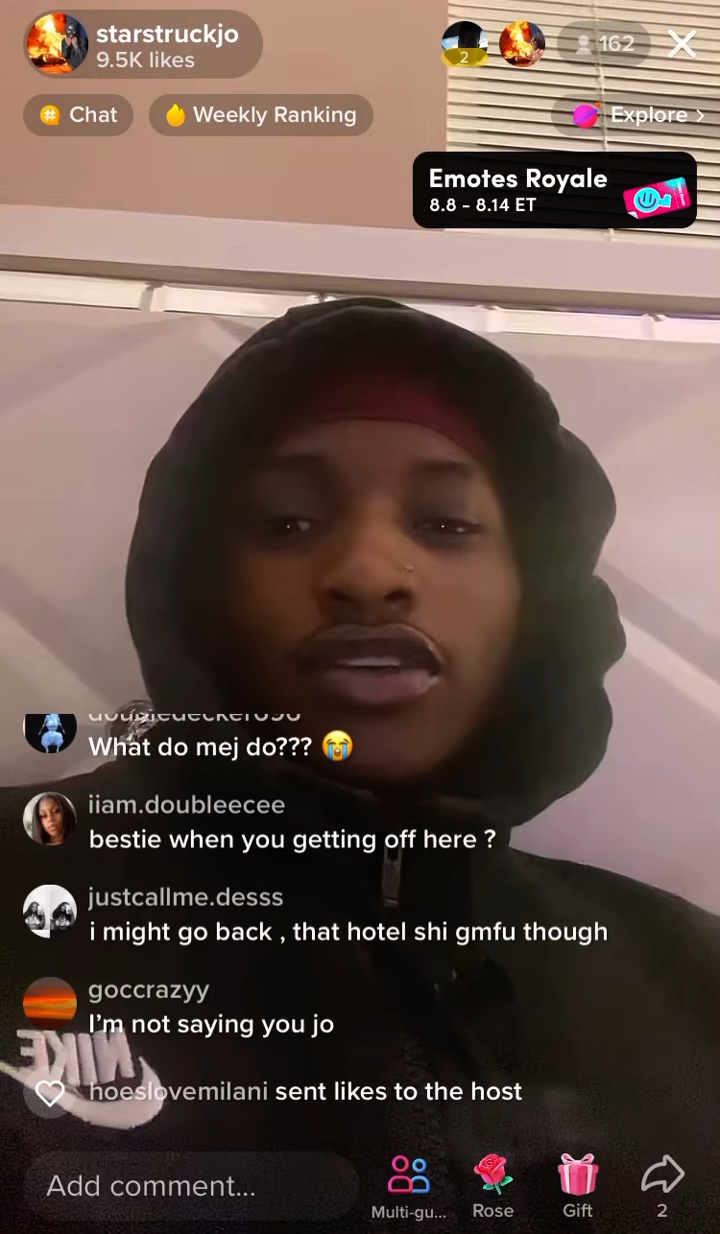 starstruckjo
9.5K likes
2
162
Chat
Weekly Ranking
Explore >
Emotes Royale
8.8 - 8.14 ET
What do mej do??? 😭
iiam.doubleecee
bestie when you getting off here ?
justcallme.desss
i might go back , that hotel shi gmfu though
goccrazyy
I'm not saying you jo
NIKE
hoeslovemilani sent likes to the host
Add comment...
Multi-gu...
Rose
Gift
2